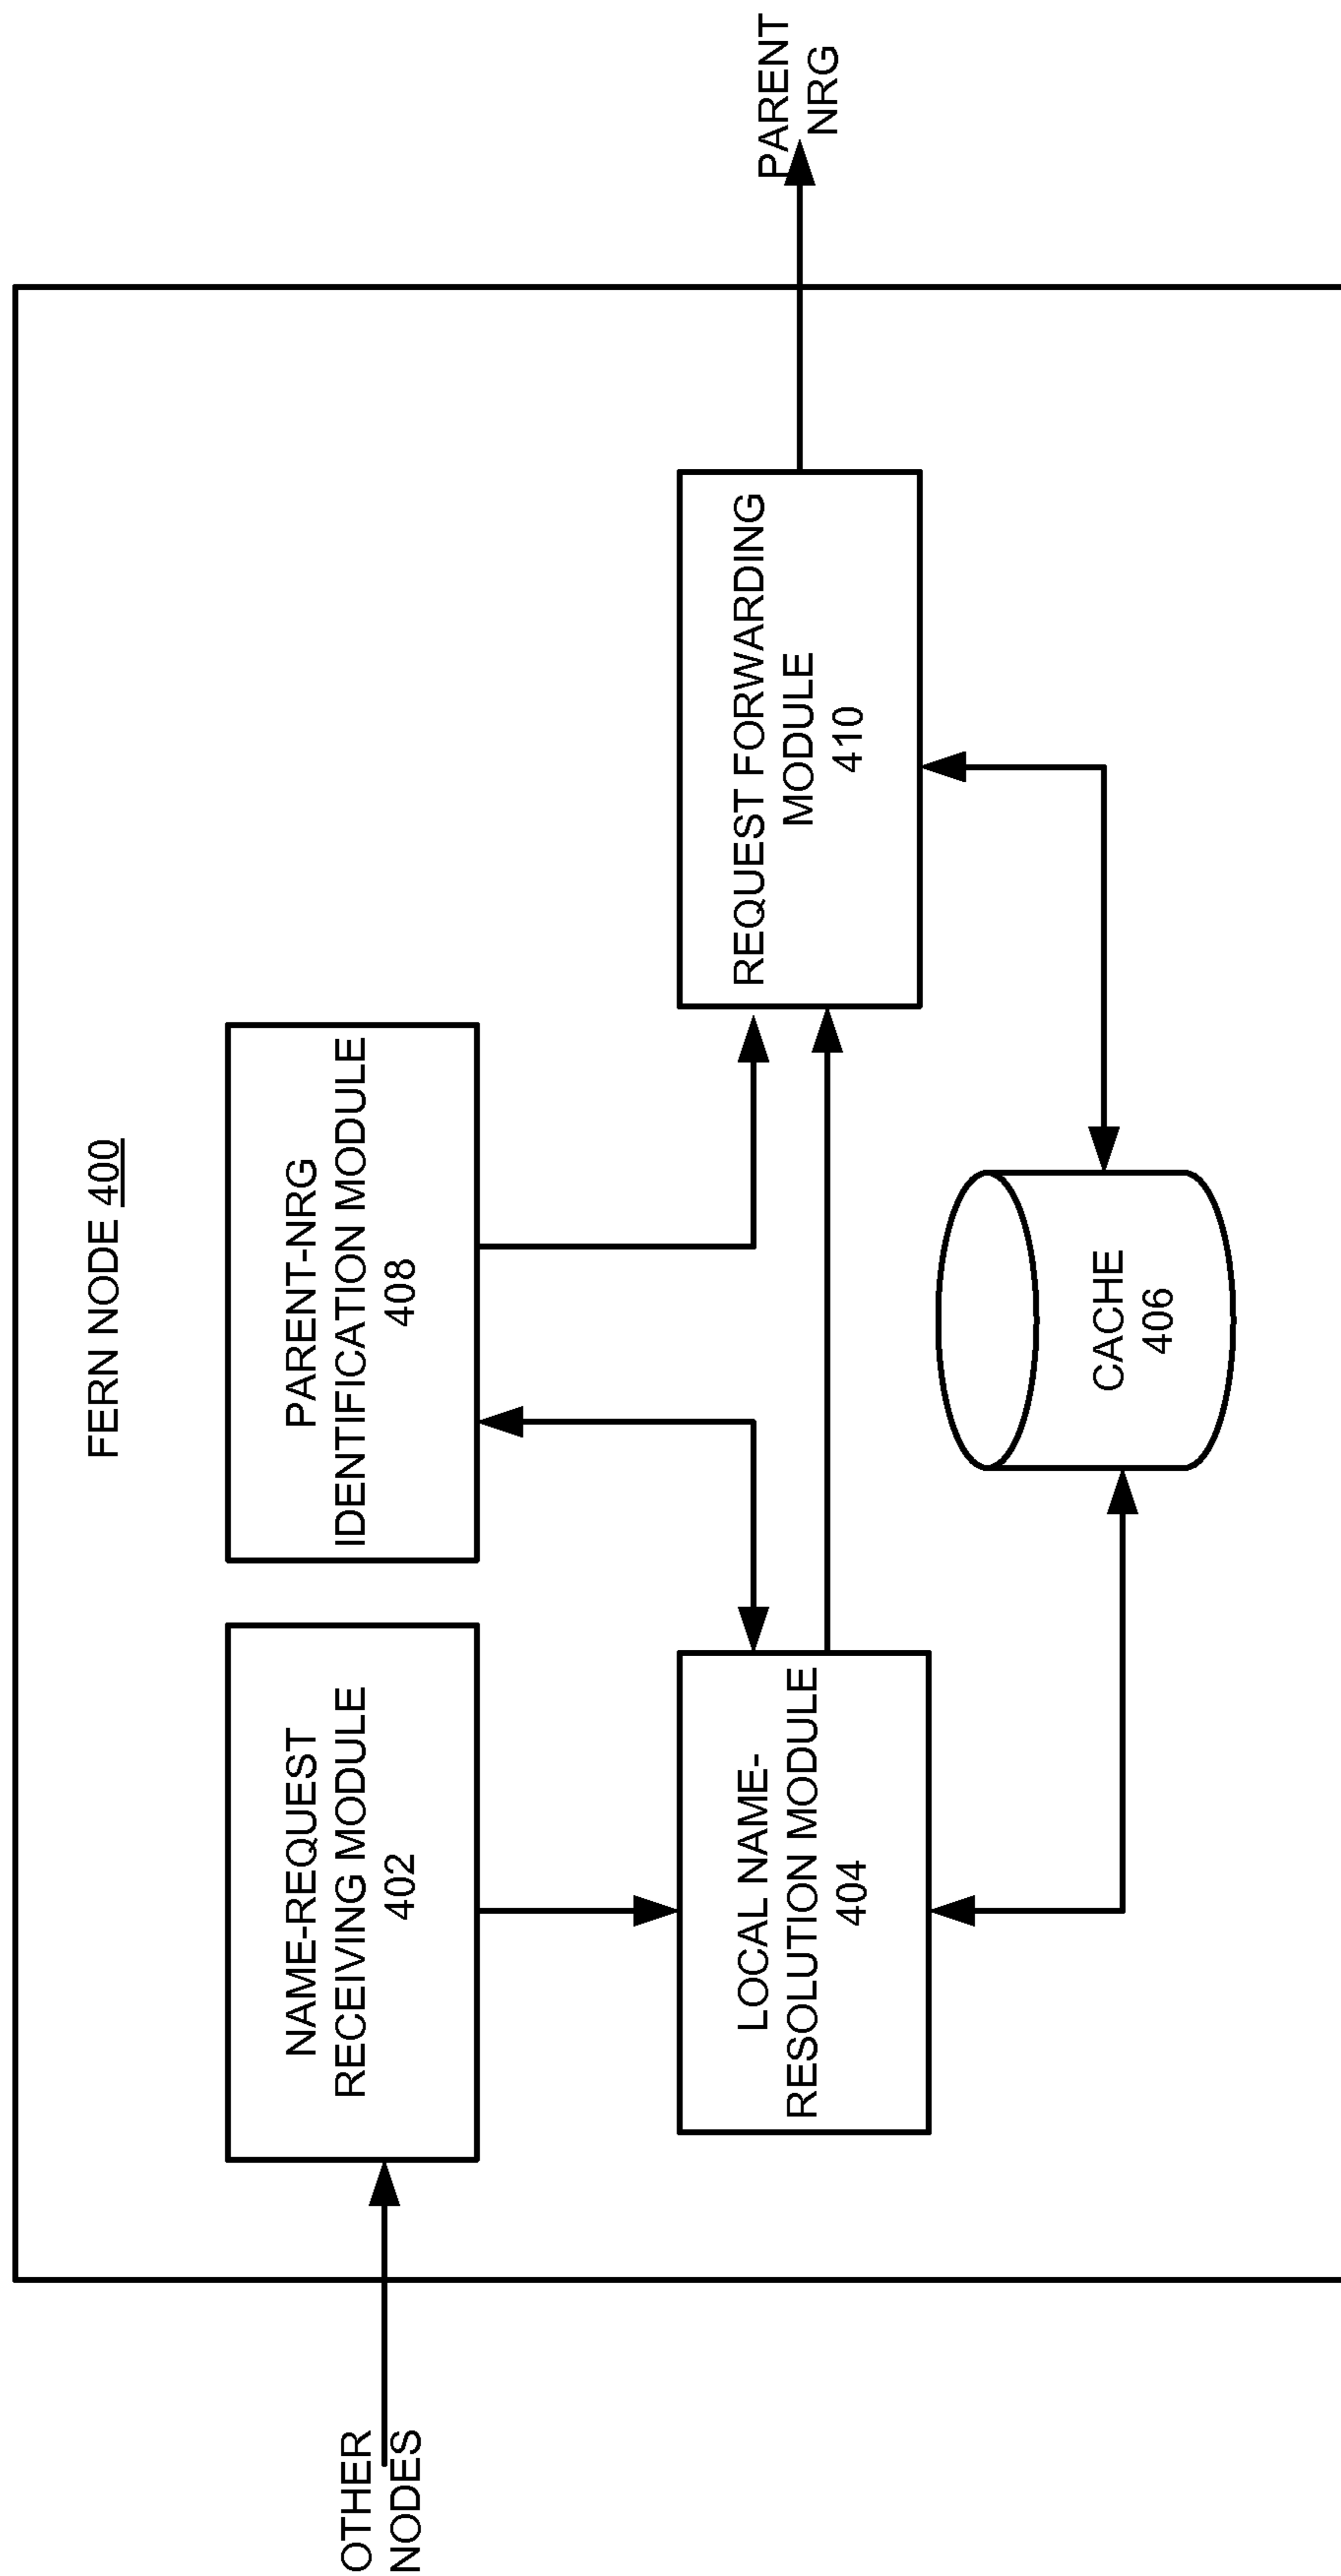 FERN NODE 400
OTHER
NODES
NAME-REQUEST
RECEIVING MODULE
402
PARENT-NRG
IDENTIFICATION MODULE
408
LOCAL NAME-
RESOLUTION MODULE
404
REQUEST FORWARDING
MODULE
410
PARENT
NRG
CACHE
406